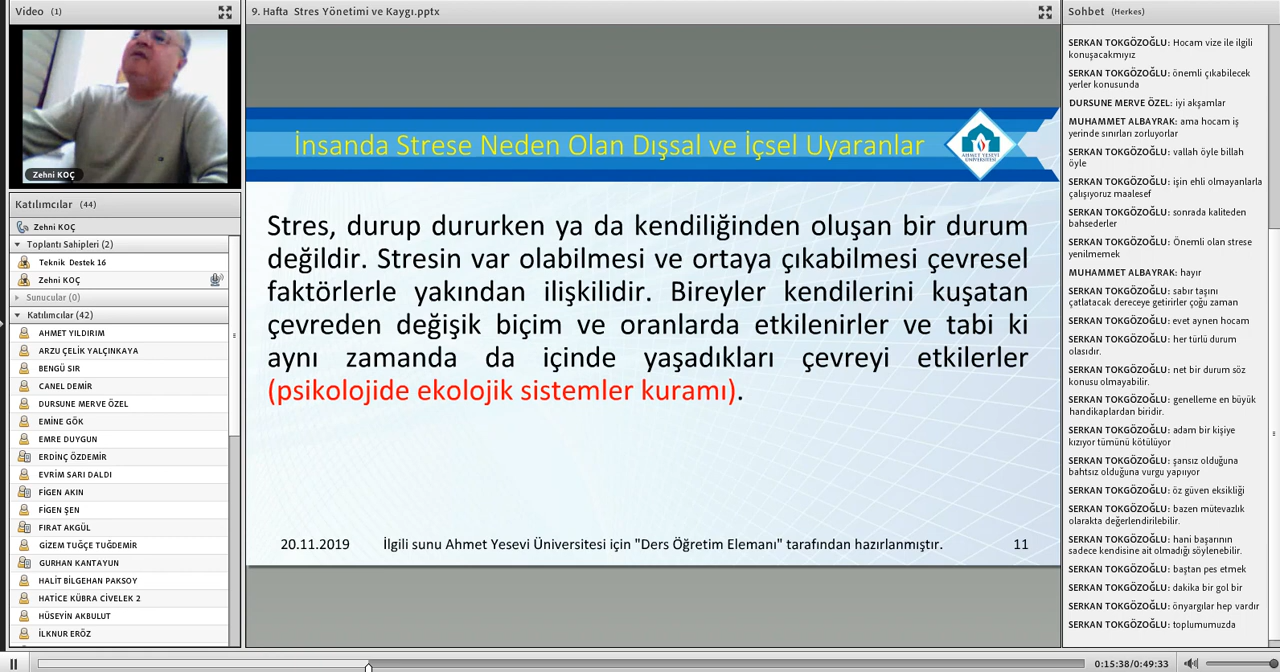 Video (1)
Zehni KOÇ
Katılımcılar (44)
Zehni KOÇ
Toplantı Sahipleri (2)
Teknik Destek 16
Zehni KOÇ
Sunucular (0)
Katılımcılar (42)
AHMET YILDIRIM
ARZU ÇELİK YALÇINKAYA
BENGÜ SIR
CANEL DEMİR
DURSUNE MERVE ÖZEL
EMİNE GÖK
EMRE DUYGUN
ERDİNÇ ÖZDEMİR
EVRİM SARI DALDI
FİGEN AKIN
FİGEN ŞEN
FIRAT AKGÜL
GİZEM TUĞÇE TUĞDEMİR
GURHAN KANTAYUN
HALİT BİLGEHAN PAKSOY
HATİCE KÜBRA CİVELEK 2
HÜSEYİN AKBULUT
İLKNUR ERÖZ
9. Hafta Stres Yönetimi ve Kaygı.pptx
İnsanda Strese Neden Olan Dışsal ve İçsel Uyaranlar
AHMET YESEVİ
ÜNİVERSİTESİ
Stres, durup dururken ya da kendiliğinden oluşan bir durum
değildir. Stresin var olabilmesi ve ortaya çıkabilmesi çevresel
faktörlerle yakından ilişkilidir. Bireyler kendilerini kuşatan
çevreden değişik biçim ve oranlarda etkilenirler ve tabi ki
aynı zamanda da içinde yaşadıkları çevreyi etkilerler
(psikolojide ekolojik sistemler kuramı).
20.11.2019
İlgili sunu Ahmet Yesevi Üniversitesi için "Ders Öğretim Elemanı" tarafından hazırlanmıştır.
11
Sohbet (Herkes)
SERKAN TOKGÖZOĞLU: Hocam vize ile ilgili
konuşacakmıyız
SERKAN TOKGÖZOĞLU: önemli çıkabilecek
yerler konusunda
DURSUNE MERVE ÖZEL: iyi akşamlar
MUHAMMET ALBAYRAK: ama hocam iş
yerinde sınırları zorluyorlar
SERKAN TOKGÖZOĞLU: vallah öyle billah
öyle
SERKAN TOKGÖZOĞLU: işin ehli olmayanlarla
çalışıyoruz maalesef
SERKAN TOKGÖZOĞLU: sonrada kaliteden
bahsederler
SERKAN TOKGÖZOĞLU: Önemli olan strese
yenilmemek
MUHAMMET ALBAYRAK: hayır
SERKAN TOKGÖZOĞLU: sabır taşını
çatlatacak dereceye getirirler çoğu zaman
SERKAN TOKGÖZOĞLU: evet aynen hocam
SERKAN TOKGÖZOĞLU: her türlü durum
olasıdır.
SERKAN TOKGÖZOĞLU: net bir durum söz
konusu olmayabilir.
SERKAN TOKGÖZOĞLU: genelleme en büyük
handikaplardan biridir.
SERKAN TOKGÖZOĞLU: adam bir kişiye
kızıyor tümünü kötülüyor
SERKAN TOKGÖZOĞLU: şansız olduğuna
bahtsız olduğuna vurgu yapıyor
SERKAN TOKGÖZOĞLU: öz güven eksikliği
SERKAN TOKGÖZOĞLU: bazen mütevazlık
olarakta değerlendirilebilir.
SERKAN TOKGÖZOĞLU: hani başarının
sadece kendisine ait olmadığı söylenebilir.
SERKAN TOKGÖZOĞLU: baştan pes etmek
SERKAN TOKGÖZOĞLU: dakika bir gol bir
SERKAN TOKGÖZOĞLU: önyargılar hep vardır
SERKAN TOKGÖZOĞLU: toplumumuzda
0:15:38/0:49:33